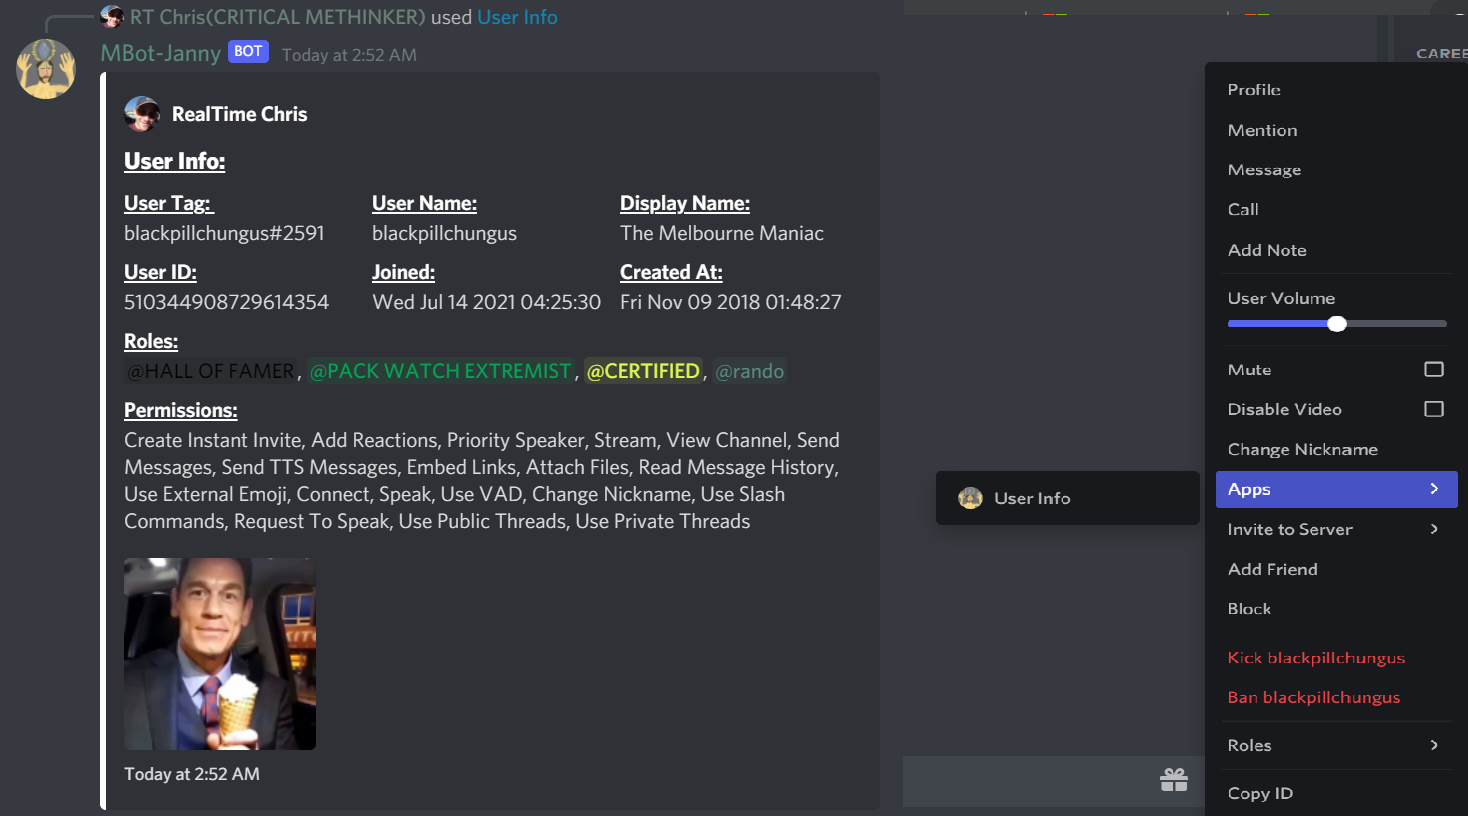 RT Chris(CRITICAL METHINKER) used User Info
MBot-Janny BOT Today at 2:52 AM
RealTime Chris
User Info:
User Tag: User Name: Display Name:
blackpillchungus#2591 blackpillchungus The Melbourne Maniac
User ID: Joined: Created At:
510344908729614354 Wed Jul 14 2021 04:25:30 Fri Nov 09 2018 01:48:27
Roles:
@HALL OF FAMER, @PACK WATCH EXTREMIST, @CERTIFIED, @rando
Permissions:
Create Instant Invite, Add Reactions, Priority Speaker, Stream, View Channel, Send
Messages, Send TTS Messages, Embed Links, Attach Files, Read Message History,
Use External Emoji, Connect, Speak, Use VAD, Change Nickname, Use Slash
Commands, Request To Speak, Use Public Threads, Use Private Threads
Today at 2:52 AM
User Info
CAREE
Profile
Mention
Message
Call
Add Note
User Volume
Mute
Disable Video
Change Nickname
Apps
Invite to Server
Add Friend
Block
Kick blackpillchungus
Ban blackpillchungus
Roles
Copy ID